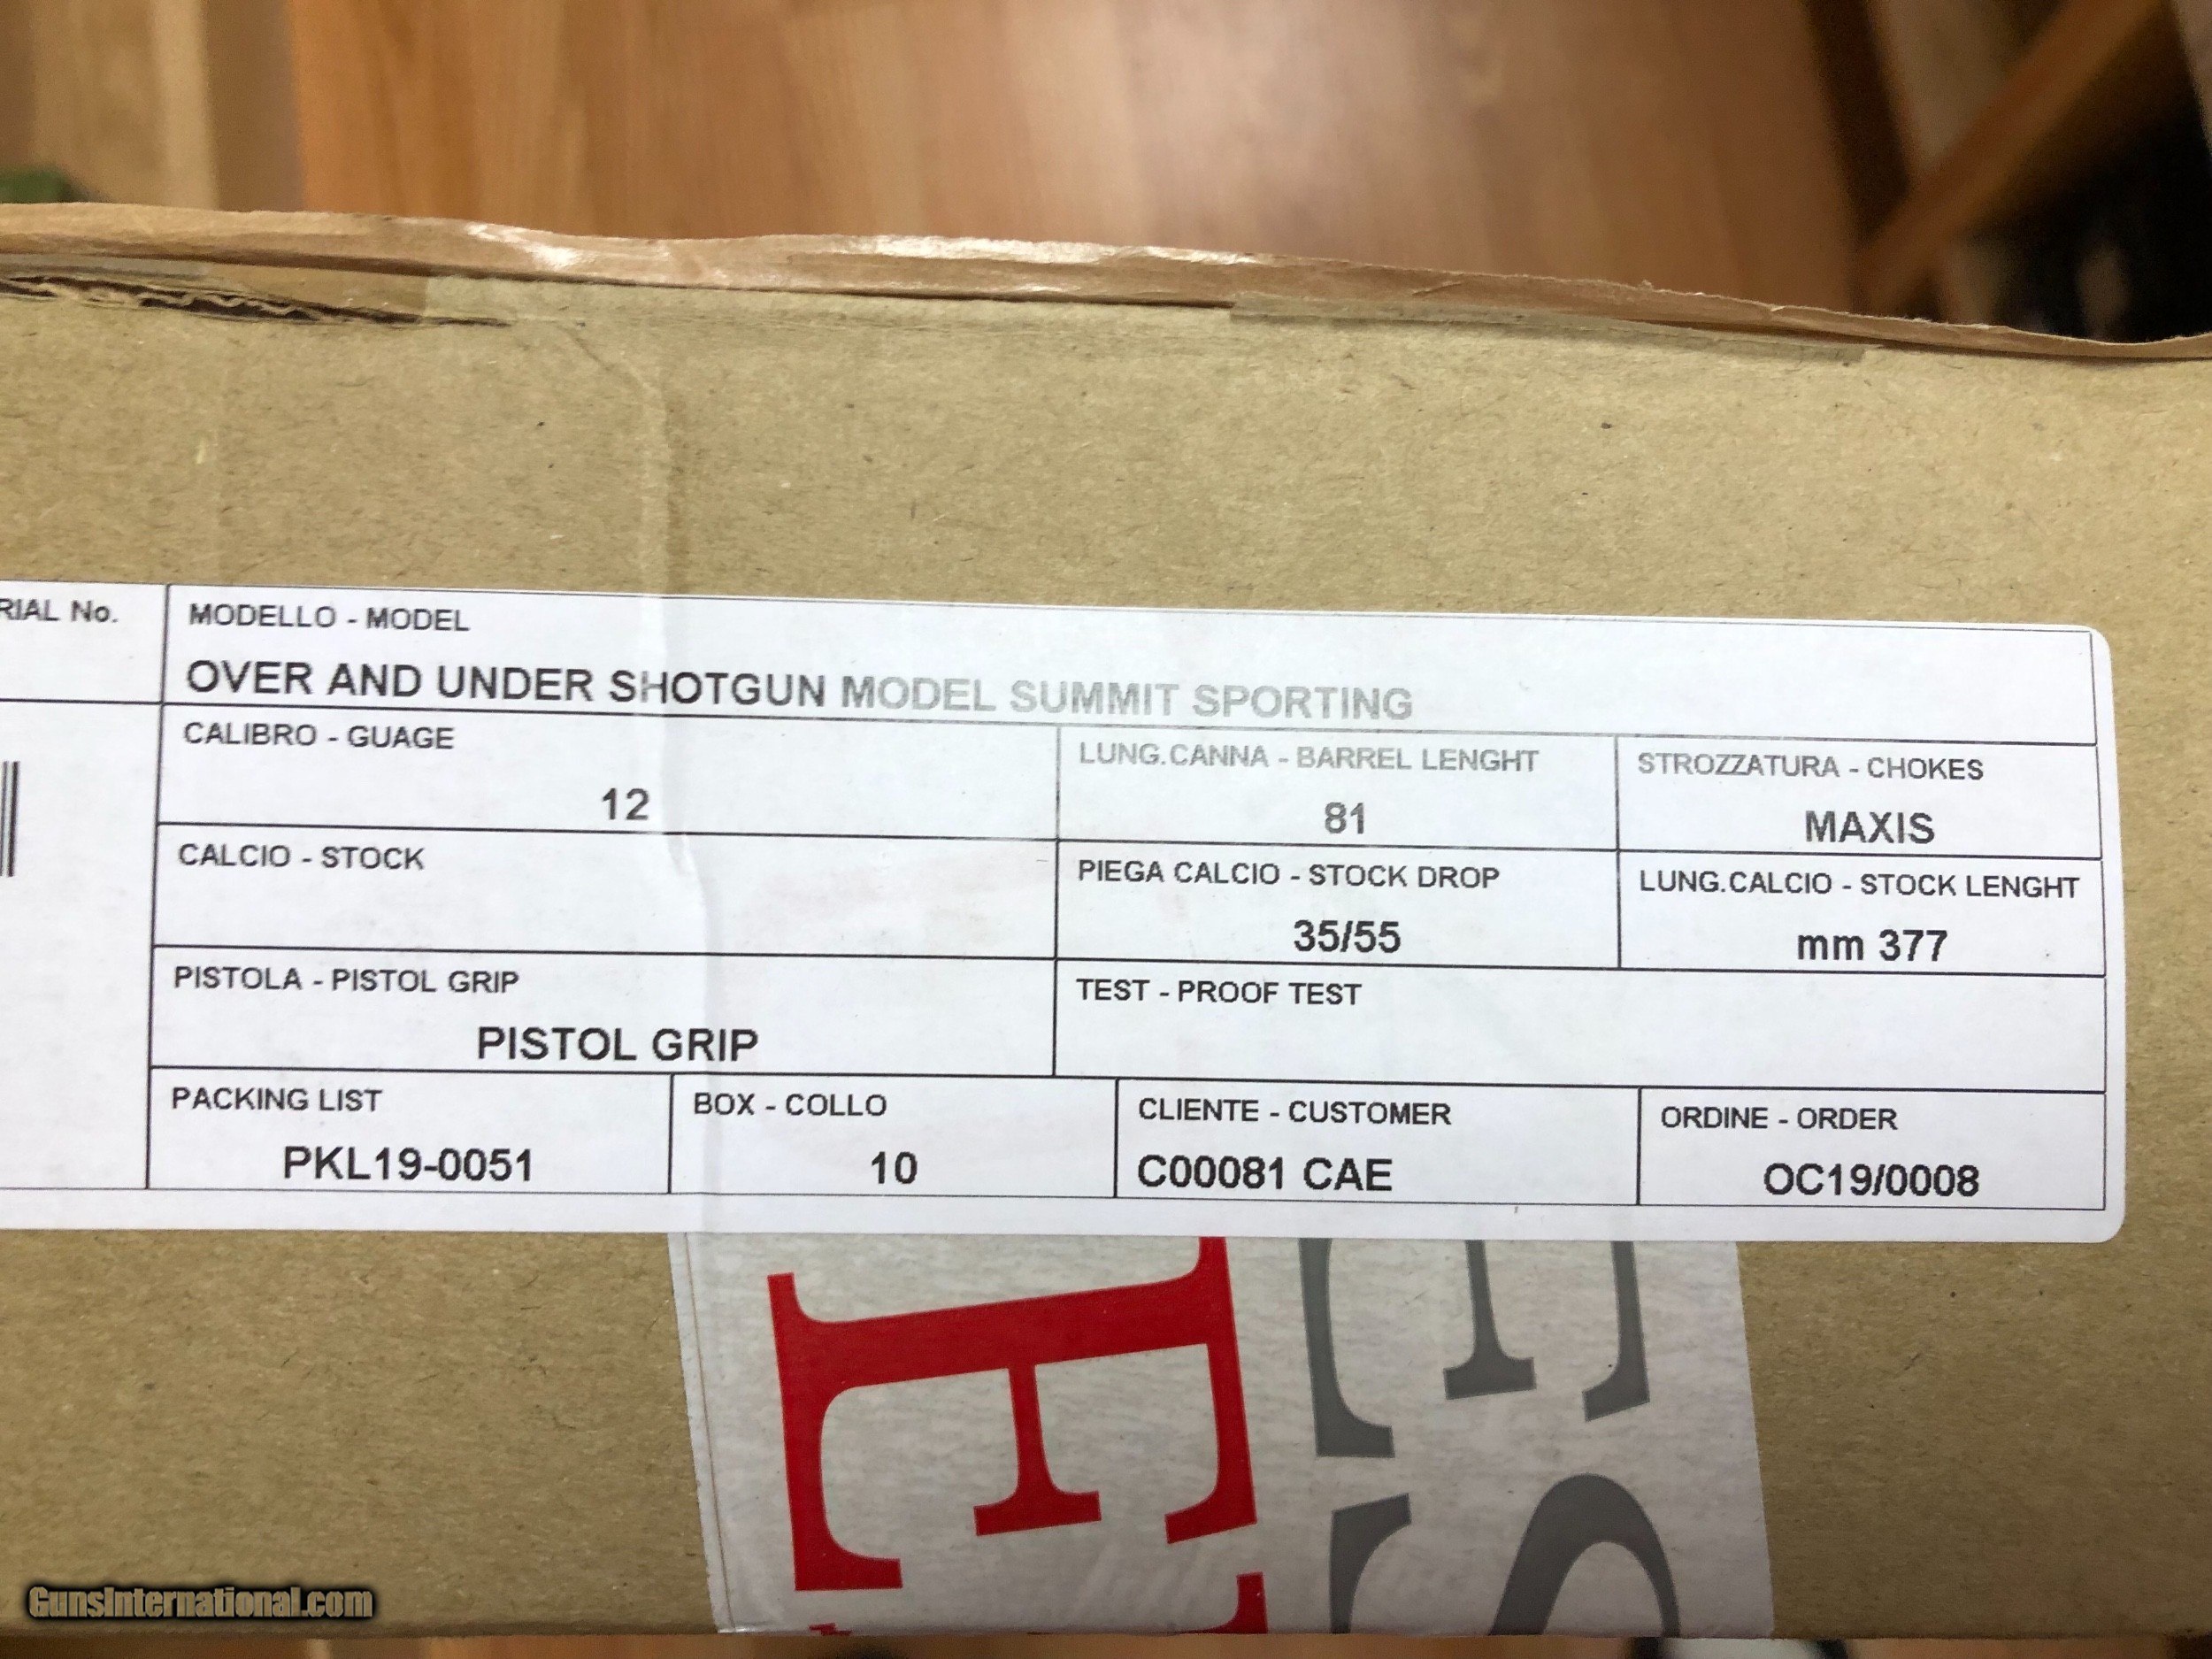 RIAL No.
MODELLO - MODEL
OVER AND UNDER SHOTGUN MODEL SUMMIT SPORTING
CALIBRO - GUAGE
12
LUNG.CANNA - BARREL LENGHT
81
STROZZATURA - CHOKES
MAXIS
CALCIO - STOCK
PIEGA CALCIO - STOCK DROP
35/55
LUNG.CALCIO - STOCK LENGHT
mm 377
PISTOLA - PISTOL GRIP
PISTOL GRIP
TEST - PROOF TEST
PACKING LIST
PKL19-0051
BOX - COLLO
10
CLIENTE - CUSTOMER
C00081 CAE
ORDINE - ORDER
OC19/0008
GunsInternational.com